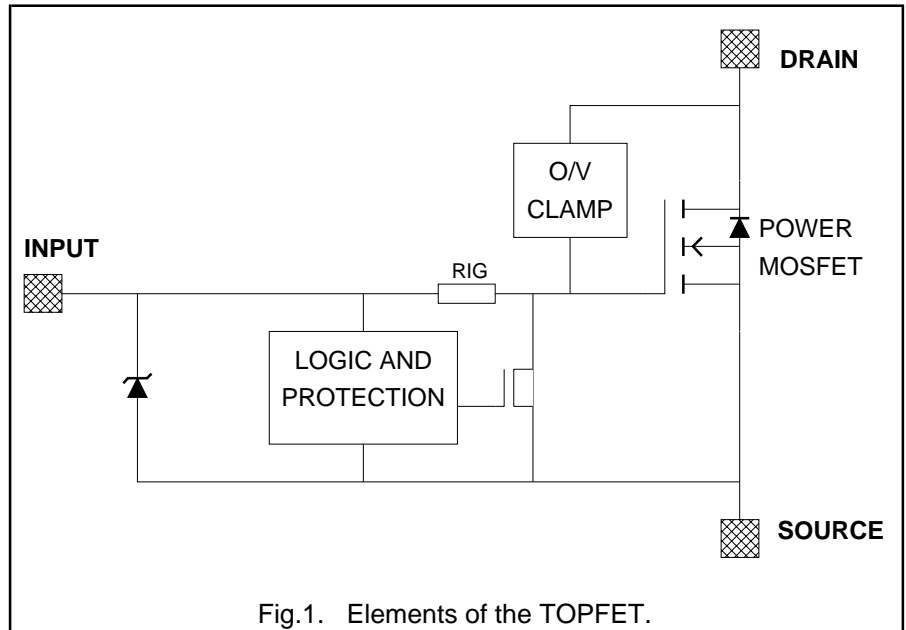 DRAIN
O/V
CLAMP
POWER
MOSFET
INPUT
RIG
LOGIC AND
PROTECTION
SOURCE
Fig.1. Elements of the TOPFET.